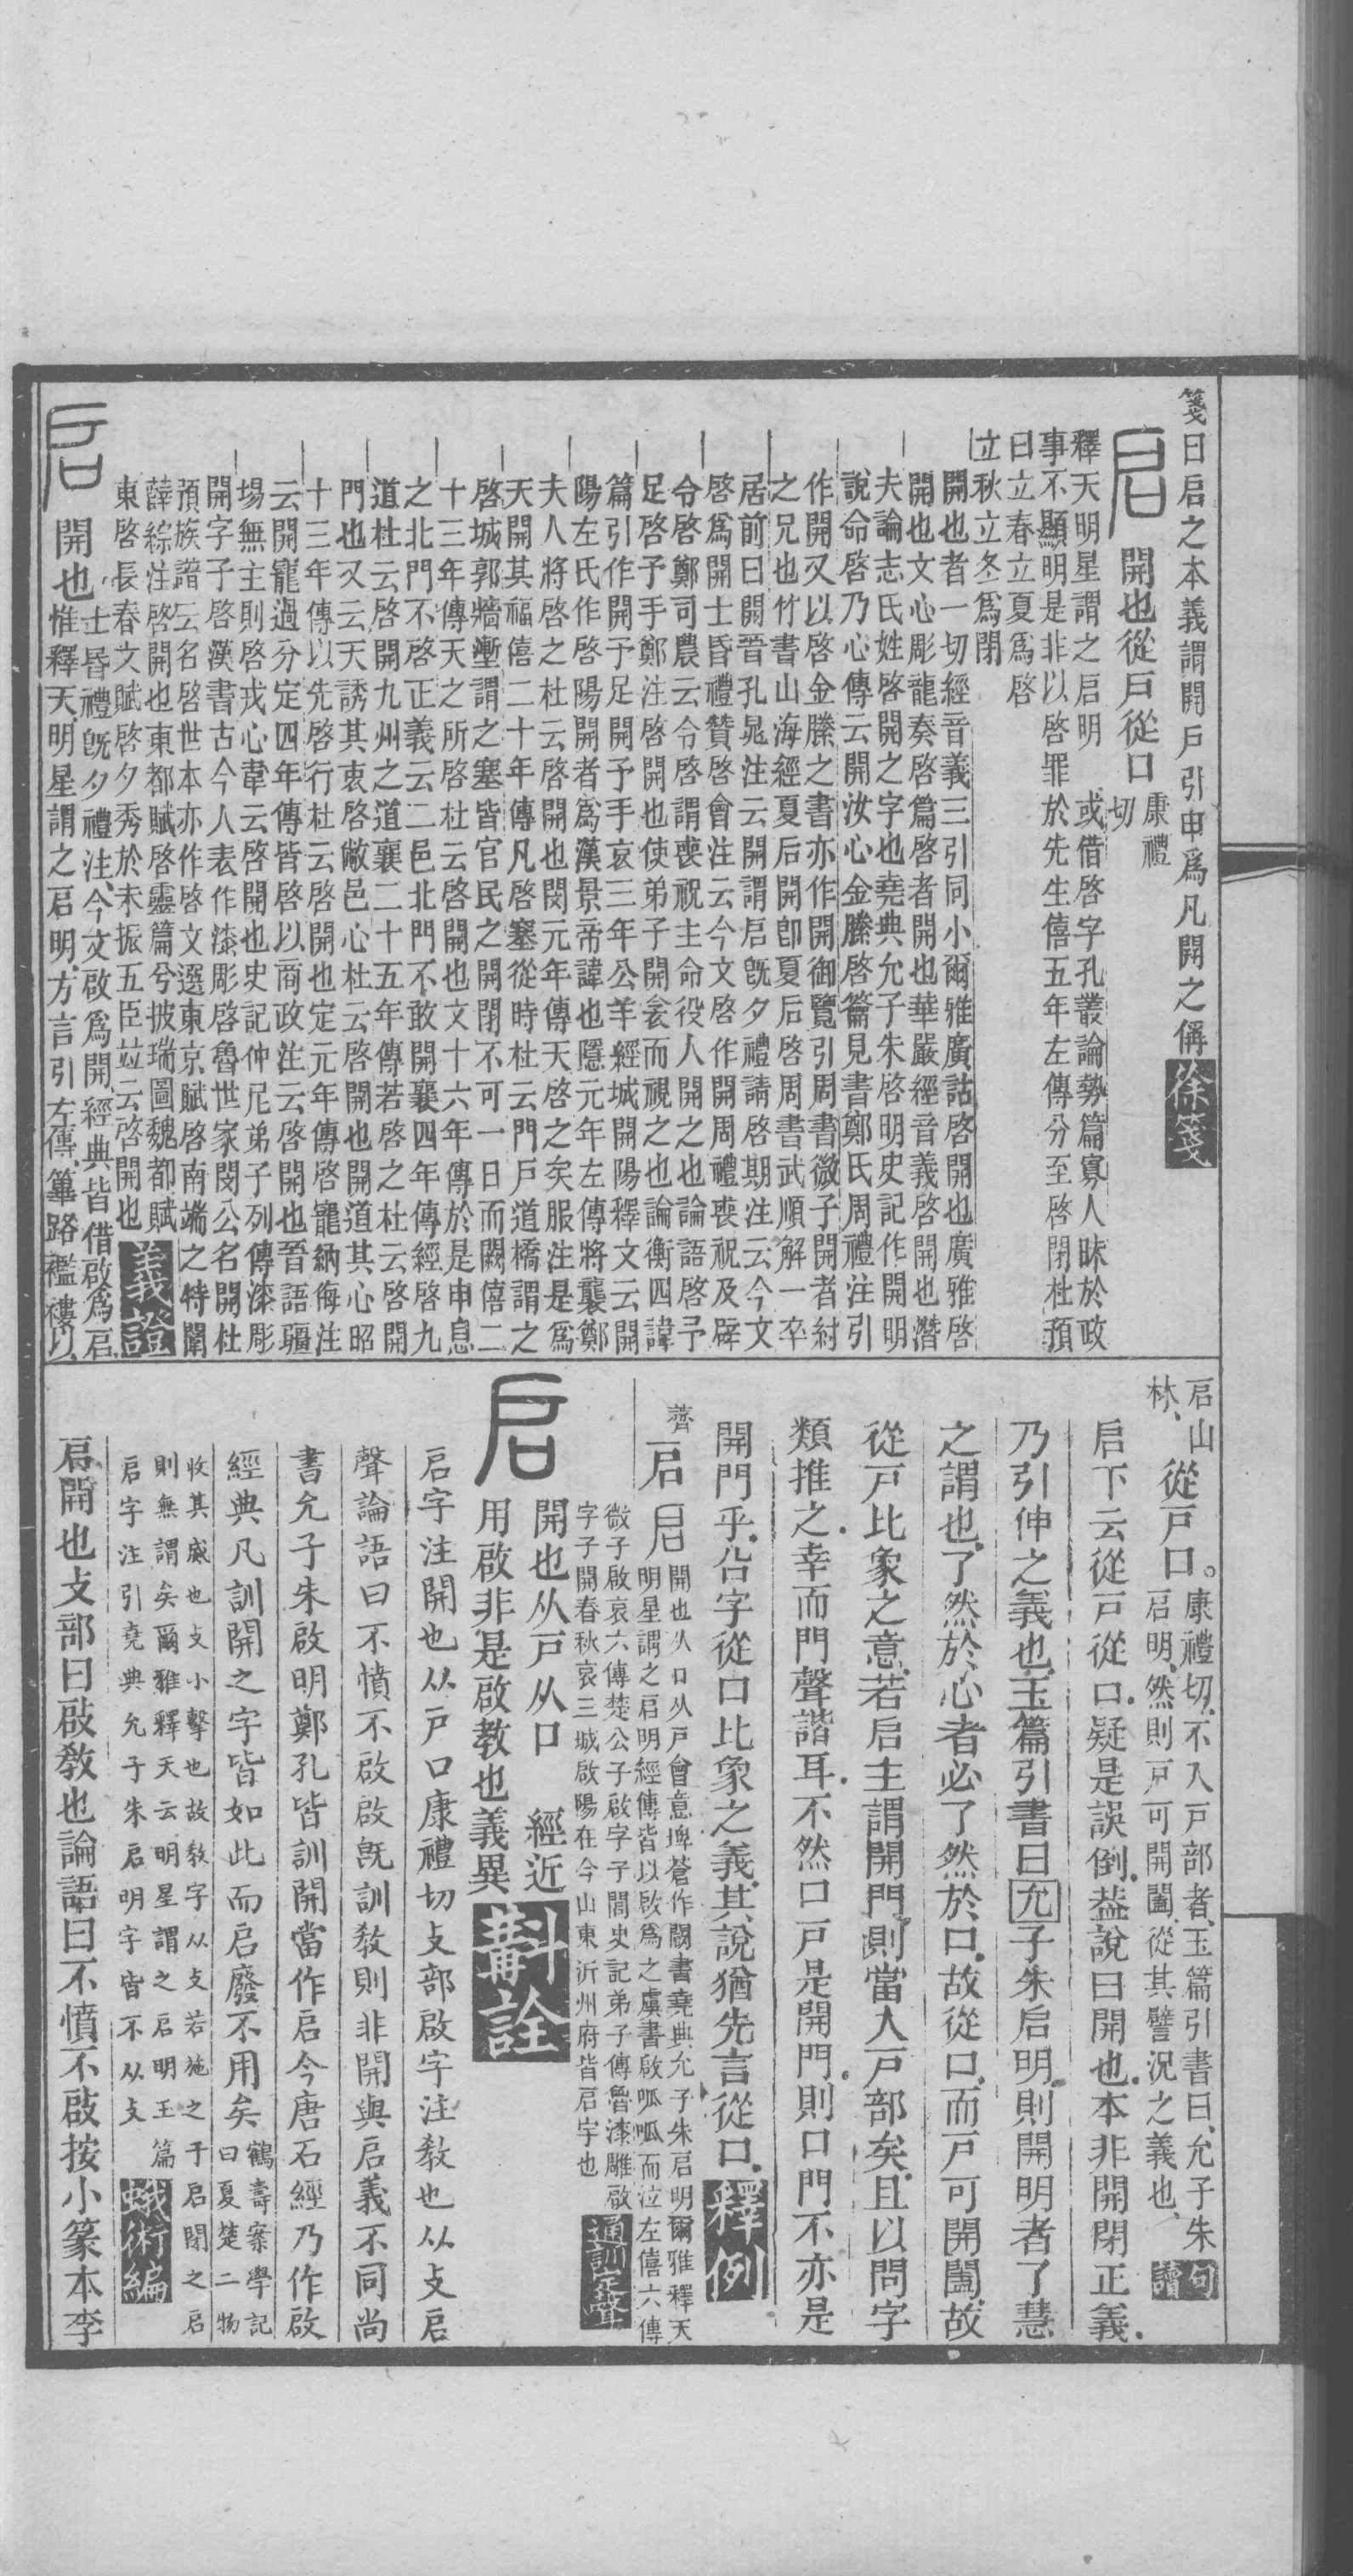 箋曰启之本義謂開戶引申爲凡開之偁徐箋
启開也從戶從口康禮切
釋天明星謂之启明 或借啓字孔叢論勢篇寡人昧於政
事不顯明是非以啓罪於先生僖五年左傳分至啓閉杜預
曰立春立夏爲啓
立秋立冬爲閉
開也者一切經音義三引同小爾雅廣詁啓開也廣雅啓
開也文心彫龍奏啓篇啓者開也華嚴經音義啓開也潛
夫論志氏姓啓開之字也堯典允子朱啓明史記作開明
說命啓乃心傳云開汝心金縢啓籥見書鄭氏周禮注引
作開又以啓金縢之書亦作開御覽引周書微子開者紂
之兄也竹書山海經夏后開卽夏后啓周書武順解一卒
居前曰開晉孔晁注云開謂启旣夕禮請啓期注云今文
啓爲開士昏禮贊啓會注云今文啓作開周禮喪祝及辟
令啓鄭司農云令啓謂喪祝主命役人開之也論語啓予
足啓予手鄭注啓開也使弟子開衾而視之也論衡四諱
篇引作開予足開予手哀三年公羊經城開陽釋文云開
陽左氏作啓陽開者爲漢景帝諱也隱元年左傳將襲鄭
夫人將啓之杜云啓開也閔元年傳天啓之矣服注是爲
天開其福僖二十年傳凡啓塞從時杜云門戶道橋謂之
啓城郭牆塹謂之塞皆官民之開閉不可一日而闕僖二
十三年傳天之所啓杜云啓開也文十六年傳於是申息
之北門不啓正義云二邑北門不敢開襄四年傳經啓九
道杜云啓開九州之道襄二十五年傳若啓之杜云啓開
門也又云天誘其衷啓敝邑心杜云啓開也開道其心昭
十三年傳以先啓行杜云啓開也定元年傳啓寵納侮注
云開寵過分定四年傳皆啓以商政注云啓開也晉語疆
場無主則啓戎心韋云啓開也史記仲尼弟子列傳漆彫
開字子啓漢書古今人表作漆彫啓魯世家閔公名開杜
預族譜云名啓世本亦作啓文選東京賦啓南端之特闈
薛綜注啓開也東都賦啓靈篇兮披瑞圖魏都賦
東啓長春文賦啓夕秀於未振五臣竝云啓開也義證
启開也士昏禮旣夕禮注今文啟爲開經典皆借啟爲启
惟釋天明星謂之启明方言引左傳篳路襤褸以
启山
林從戶口。康禮切不入戶部者玉篇引書曰允子朱
启明然則戶可開闔從其譬況之義也句讀
启下云從戶從口疑是誤倒葢說曰開也本非開閉正義
乃引伸之義也玉篇引書曰允子朱启明則開明者了慧
之謂也了然於心者必了然於口故從口而戶可開闔故
從戶比象之意若启主謂開門則當入戶部矣且以問字
類推之幸而門聲諧耳不然口戶是開門則口門不亦是
開門乎台字從口比象之義其說猶先言從口釋例
薺启启開也从口从戶會意埤蒼作闙書堯典允子朱启明爾雅釋天
明星謂之启明經傳皆以啟爲之虞書啟呱呱而泣左僖六傳
微子啟哀六傳楚公子啟字子閭史記弟子傳魯漆雕啟
字子開春秋哀三城啟陽在今山東沂州府皆启字也通訓定聲
启開也从戶从口 經近
用啟非是啟教也義異斠詮
启字注開也从戶口康禮切攴部啟字注教也从攴启
聲論語曰不憤不啟啟旣訓教則非開與启義不同尚
書允子朱啟明鄭孔皆訓開當作启今唐石經乃作啟
經典凡訓開之字皆如此而启廢不用矣鶴壽案學記
曰夏楚二物
收其威也攴小擊也故教字从攴若施之于启閉之启
則無謂矣爾雅釋天云明星謂之启明玉篇
启字注引堯典允子朱启明字皆不从攴蛾術編
启開也攴部曰啟教也論語曰不憤不啟按小篆本李